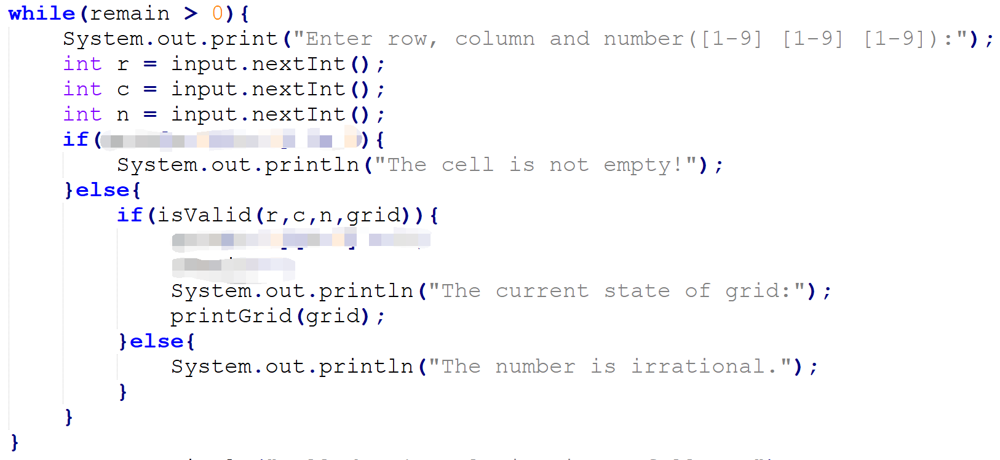 while(remain > 0){
System.out.print("Enter row, column and number([1-9] [1-9] [1-9]):");
int r = input.nextInt();
int c = input.nextInt();
int n = input.nextInt();
if( ){
System.out.println("The cell is not empty!");
}else{
if(isValid(r,c,n,grid)){
System.out.println("The current state of grid:");
printGrid(grid);
}else{
System.out.println("The number is irrational.");
}
}
}